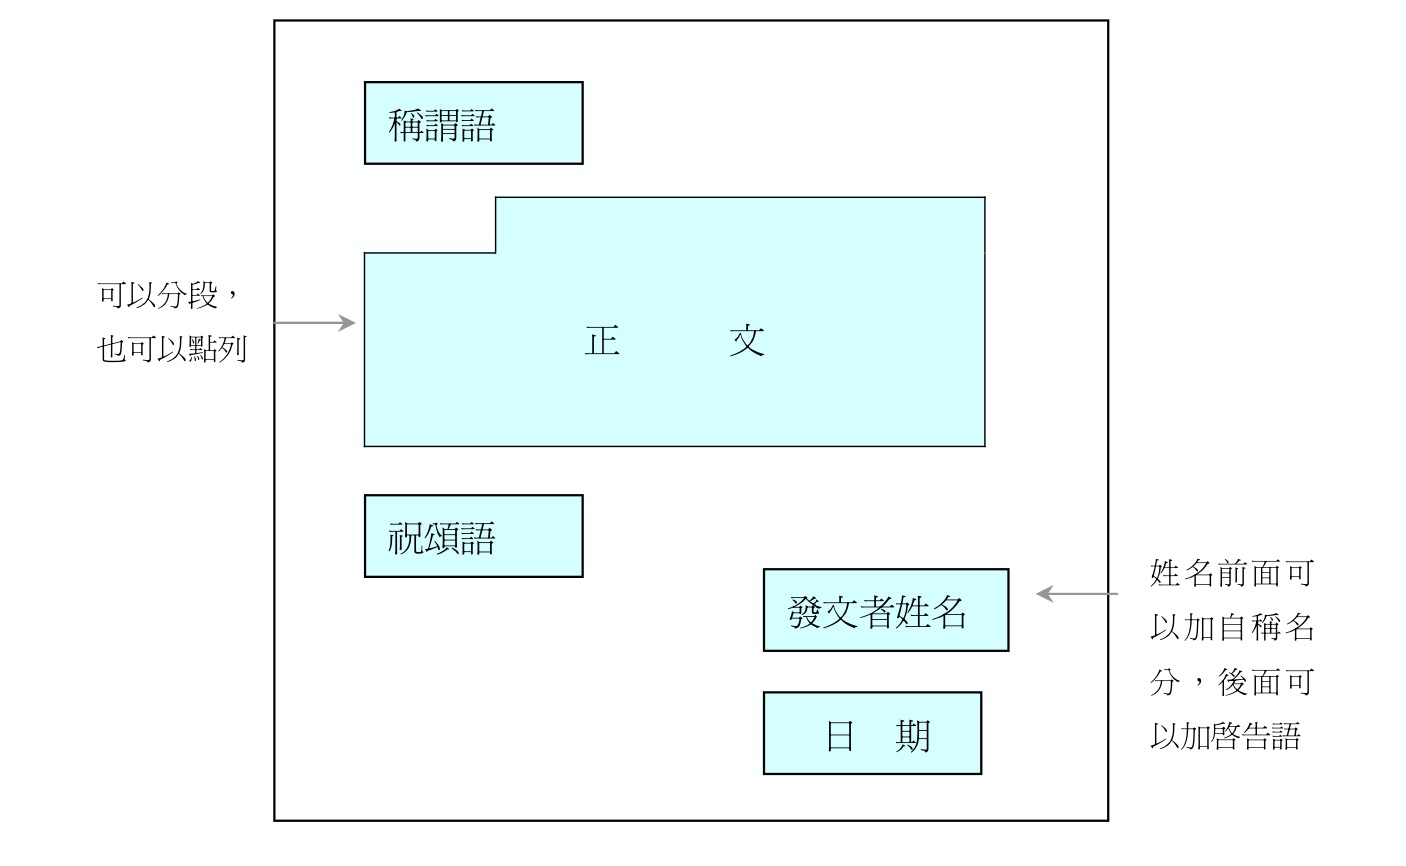 稱謂語
可以分段，
也可以點列
正　　　文
祝頌語
發文者姓名
姓名前面可
以加自稱名
分，後面可
以加啓告語
日　期